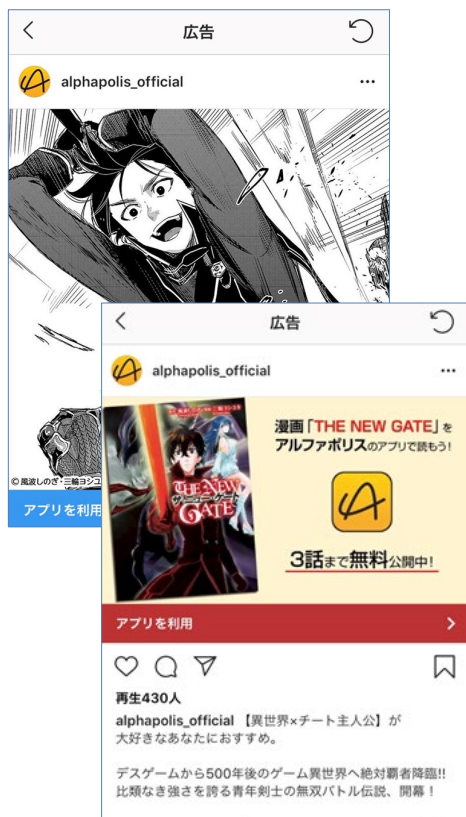 広告
alphapolis_official
© 風波しのぎ・三輪ヨシユ
アプリを利用
広告
alphapolis_official
THE NEW
ザ・ニュー・ゲート
GATE
漫画「THE NEW GATE」を
アルファポリスのアプリで読もう!
3話まで無料公開中!
アプリを利用
再生430人
alphapolis_official 【異世界×チート主人公】が
大好きなあなたにおすすめ。
デスゲームから500年後のゲーム異世界へ絶対覇者降臨!!
比類なき強さを誇る青年剣士の無双バトル伝説、開幕！